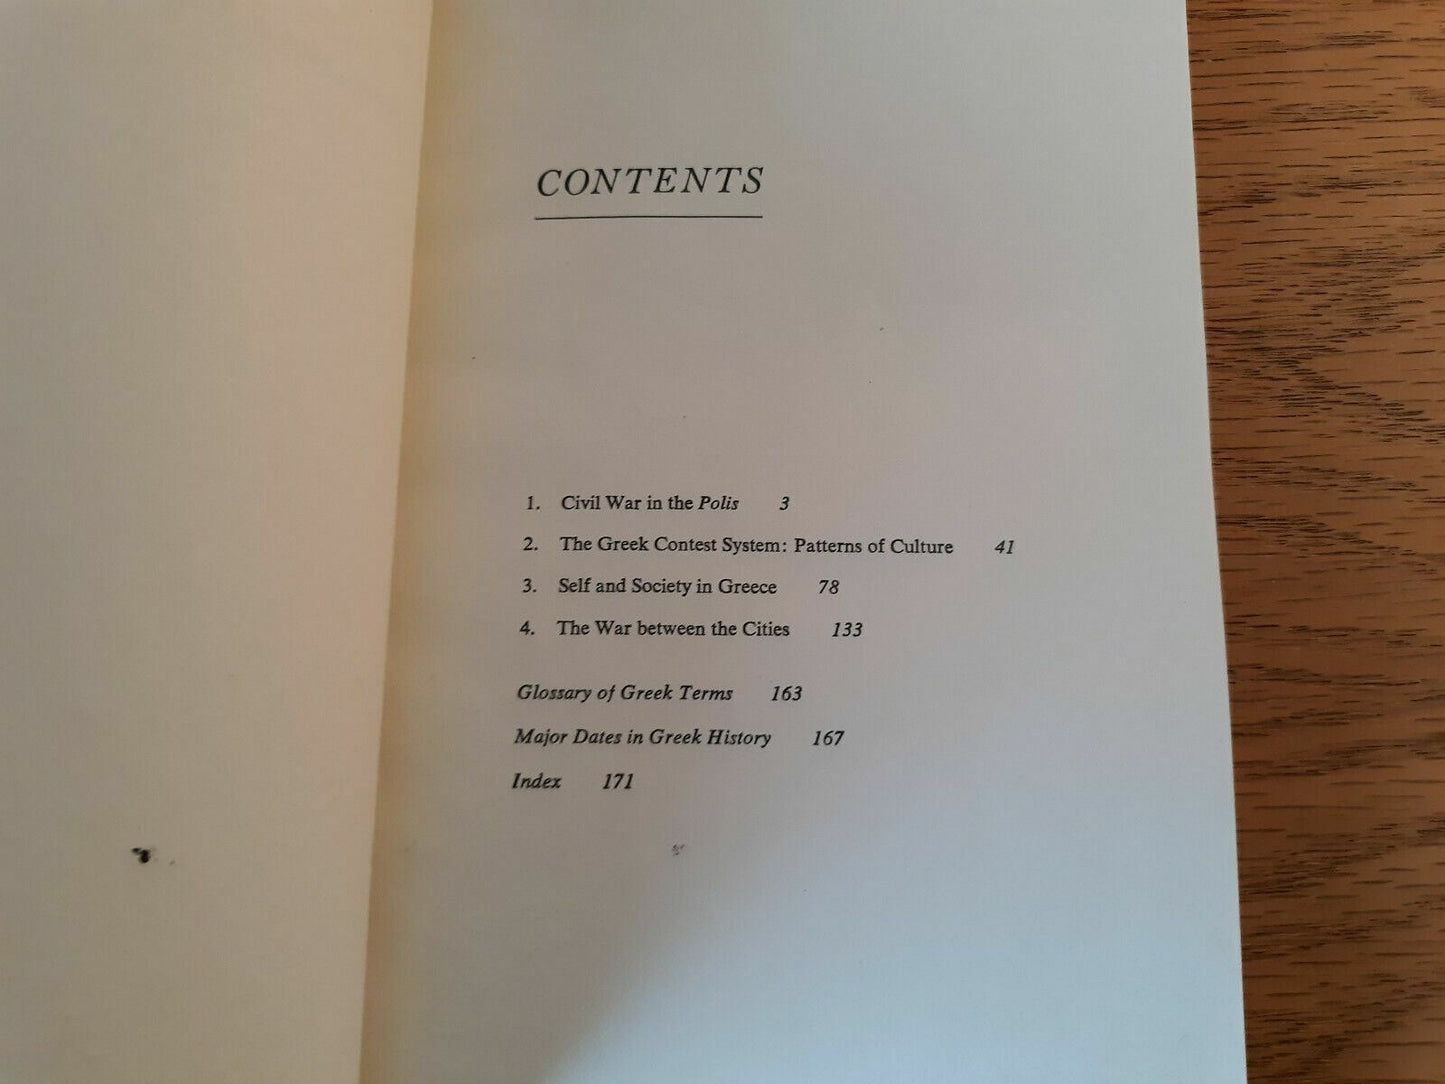 CONTENTS
1. Civil War in the Polis 3
2. The Greek Contest System: Patterns of Culture 41
3. Self and Society in Greece 78
4. The War between the Cities 133
Glossary of Greek Terms 163
Major Dates in Greek History 167
Index 171